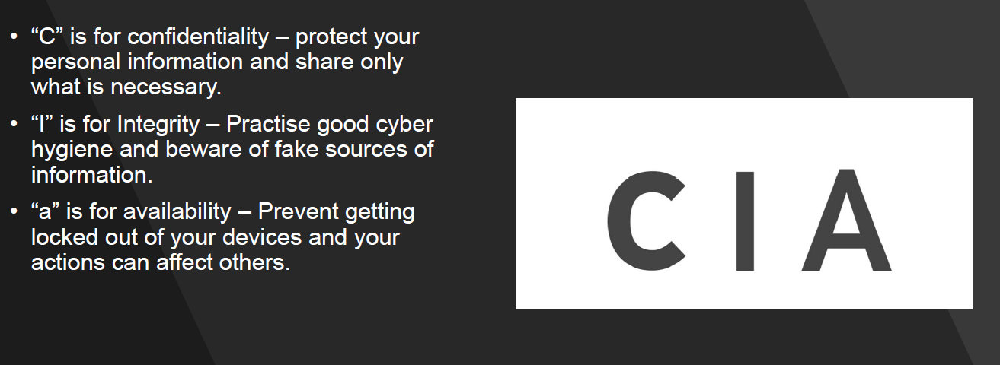 • “C” is for confidentiality – protect your
personal information and share only
what is necessary.
• “I” is for Integrity – Practise good cyber
hygiene and beware of fake sources of
information.
• “a” is for availability – Prevent getting
locked out of your devices and your
actions can affect others.
C I A